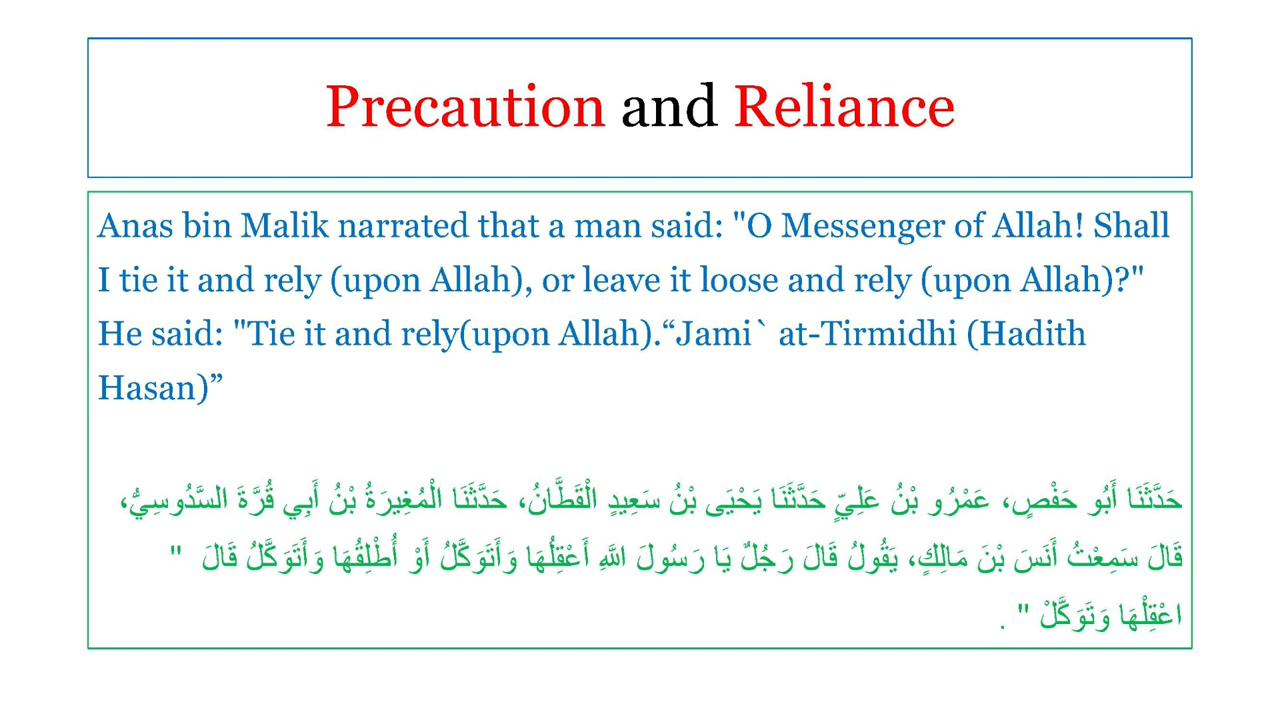 Precaution and Reliance
Anas bin Malik narrated that a man said: "O Messenger of Allah! Shall
I tie it and rely (upon Allah), or leave it loose and rely (upon Allah)?"
He said: "Tie it and rely(upon Allah).“Jami` at-Tirmidhi (Hadith
Hasan)”
حَدَّثَنَا أَبُو حَفْصٍ، عَمْرُو بْنُ عَلِيٍّ حَدَّثَنَا يَحْيَى بْنُ سَعِيدٍ الْقَطَّانُ، حَدَّثَنَا الْمُغِيرَةُ بْنُ أَبِي قُرَّةَ السَّدُوسِيُّ،
قَالَ سَمِعْتُ أَنَسَ بْنَ مَالِكٍ، يَقُولُ قَالَ رَجُلٌ يَا رَسُولَ اللَّهِ أَعْقِلُهَا وَأَتَوَكَّلُ أَوْ أُطْلِقُهَا وَأَتَوَكَّلُ قَالَ ‏ "
اعْقِلْهَا وَتَوَكَّلْ " .